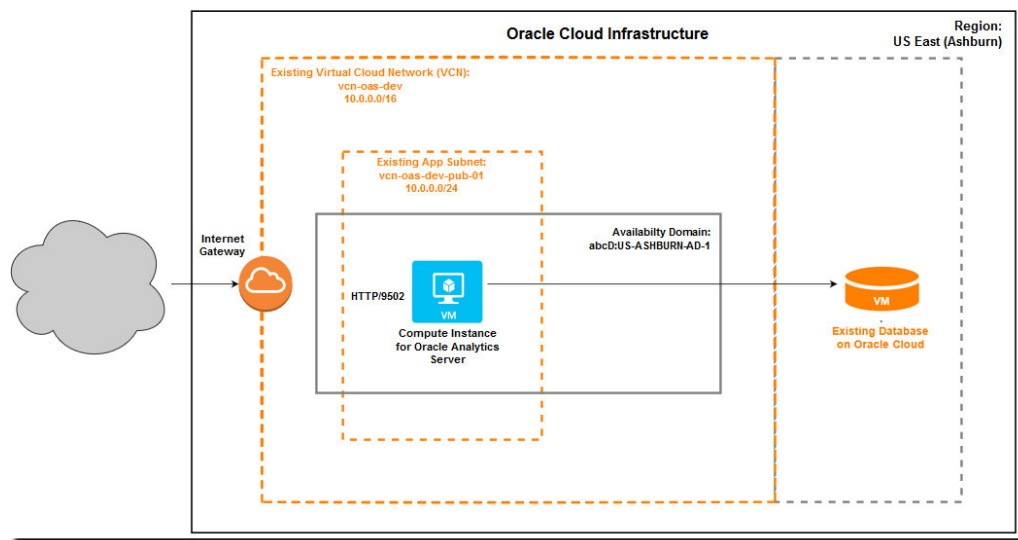 Oracle Cloud Infrastructure
Region:
US East (Ashburn)
Existing Virtual Cloud Network (VCN):
vcn-oas-dev
10.0.0.0/16
Existing App Subnet:
vcn-oas-dev-pub-01
10.0.0.0/24
Internet
Gateway
Availabilty Domain:
abcD:US-ASHBURN-AD-1
HTTP/9502
VM
Compute Instance
for Oracle Analytics
Server
VM
Existing Database
on Oracle Cloud